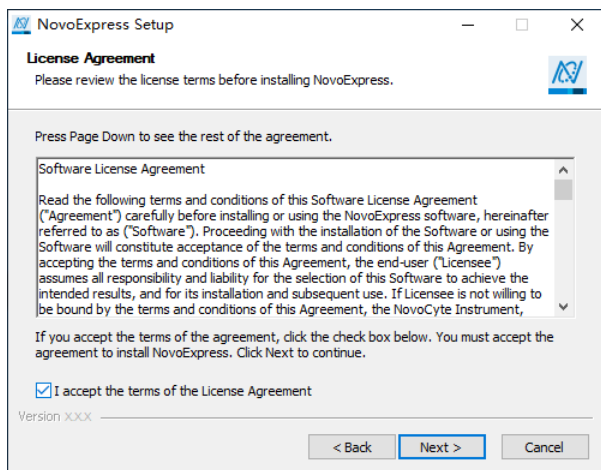 NovoExpress Setup
License Agreement
Please review the license terms before installing NovoExpress.
Press Page Down to see the rest of the agreement.
Software License Agreement
Read the following terms and conditions of this Software License Agreement
("Agreement") carefully before installing or using the NovoExpress software, hereinafter
referred to as ("Software"). Proceeding with the installation of the Software or using the
Software will constitute acceptance of the terms and conditions of this Agreement. By
accepting the terms and conditions of this Agreement, the end-user ("Licensee")
assumes all responsibility and liability for the selection of this Software to achieve the
intended results, and for its installation and subsequent use. If Licensee is not willing to
be bound by the terms and conditions of this Agreement, the NovoCyte Instrument,
If you accept the terms of the agreement, click the check box below. You must accept the
agreement to install NovoExpress. Click Next to continue.
I accept the terms of the License Agreement
Version X.X.X
< Back Next > Cancel